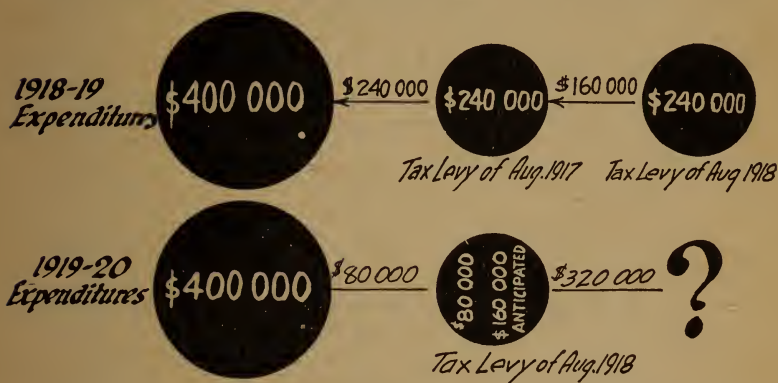 1918-19
Expenditures
$400 000
$240 000
$240 000
$160 000
$240 000
Tax Levy of Aug. 1917
Tax Levy of Aug 1918
1919-20
Expenditures
$400 000
$80 000
$80 000
$160 000
ANTICIPATED
$320 000
?
Tax Levy of Aug. 1918